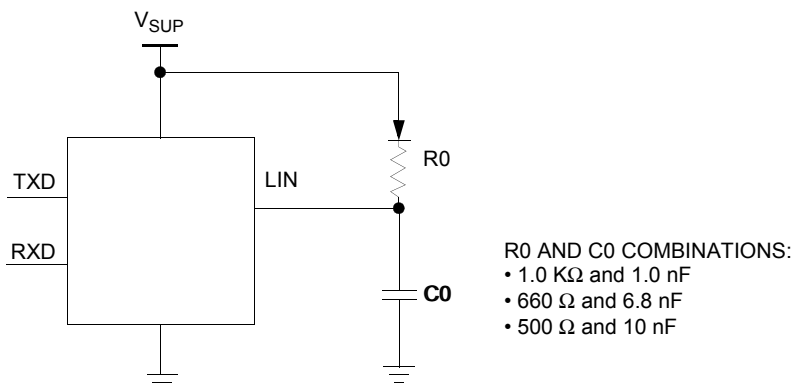 VSUP
TXD
RXD
LIN
R0
C0
R0 AND C0 COMBINATIONS:
• 1.0 KΩ and 1.0 nF
• 660 Ω and 6.8 nF
• 500 Ω and 10 nF